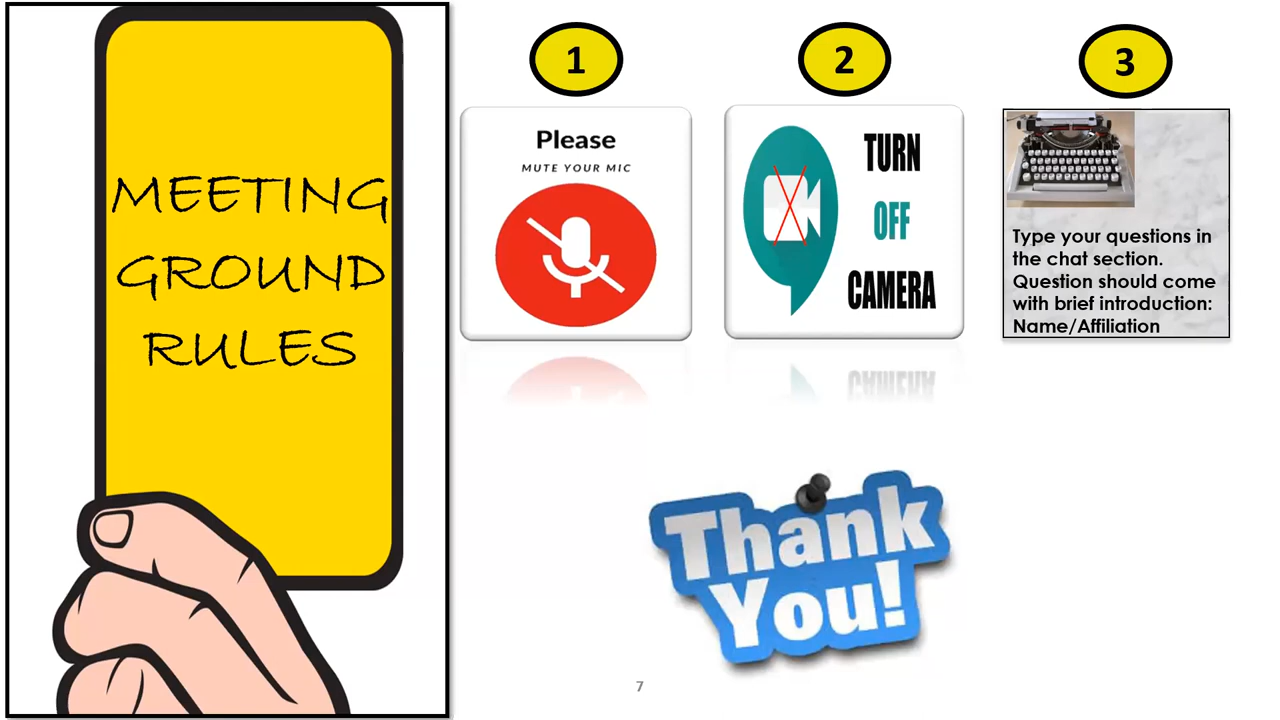 MEETING
GROUND
RULES
1
Please
MUTE YOUR MIC
2
TURN
OFF
CAMERA
3
Type your questions in
the chat section.
Question should come
with brief introduction:
Name/Affiliation
CAMERA
Thank
You!
7